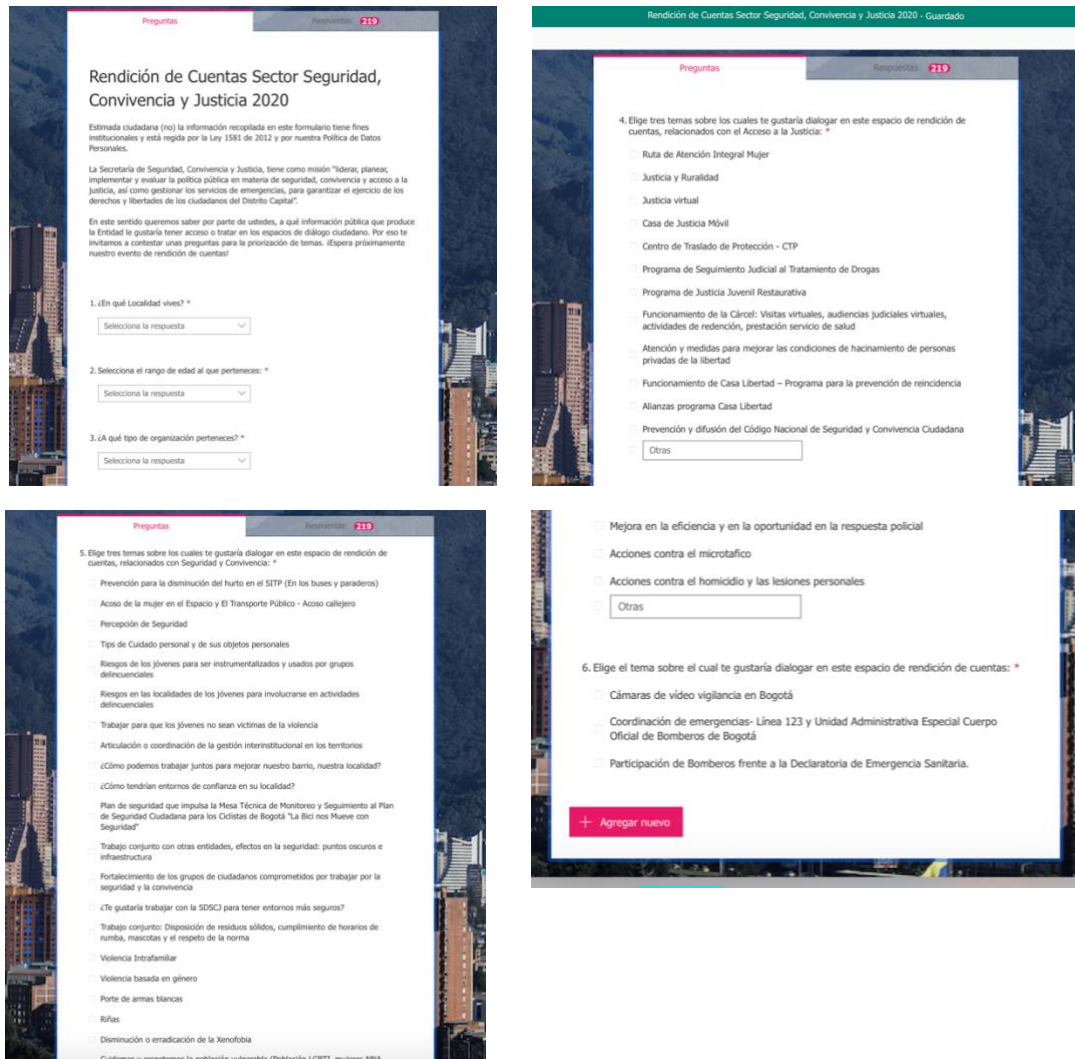 Preguntas
Respuestas 219
Rendición de Cuentas Sector Seguridad,
Convivencia y Justicia 2020
Estimada ciudadana (no) la información recopilada en este formulario tiene fines
institucionales y está regida por la Ley 1581 de 2012 y por nuestra Política de Datos
Personales.
La Secretaría de Seguridad, Convivencia y Justicia, tiene como misión "liderar, planear,
implementar y evaluar la política pública en materia de seguridad, convivencia y acceso a la
justicia, así como gestionar los servicios de emergencias, para garantizar el ejercicio de los
derechos y libertades de los ciudadanos del Distrito Capital".
En este sentido queremos saber por parte de ustedes, a qué información pública que produce
la Entidad le gustaría tener acceso o tratar en los espacios de diálogo ciudadano. Por eso te
invitamos a contestar unas preguntas para la priorización de temas. ¡Espera próximamente
nuestro evento de rendición de cuentas!
1. ¿En qué Localidad vives? *
Selecciona la respuesta
2. Selecciona el rango de edad al que perteneces: *
Selecciona la respuesta
3. ¿A qué tipo de organización perteneces? *
Selecciona la respuesta
Rendición de Cuentas Sector Seguridad, Convivencia y Justicia 2020 - Guardado
Preguntas
Respuestas 219
4. Elige tres temas sobre los cuales te gustaría dialogar en este espacio de rendición de
cuentas, relacionados con el Acceso a la Justicia: *
Ruta de Atención Integral Mujer
Justicia y Ruralidad
Justicia virtual
Casa de Justicia Móvil
Centro de Traslado de Protección - CTP
Programa de Seguimiento Judicial al Tratamiento de Drogas
Programa de Justicia Juvenil Restaurativa
Funcionamiento de la Cárcel: Visitas virtuales, audiencias judiciales virtuales,
actividades de redención, prestación servicio de salud
Atención y medidas para mejorar las condiciones de hacinamiento de personas
privadas de la libertad
Funcionamiento de Casa Libertad – Programa para la prevención de reincidencia
Alianzas programa Casa Libertad
Prevención y difusión del Código Nacional de Seguridad y Convivencia Ciudadana
Otras
Preguntas
Respuestas 219
5. Elige tres temas sobre los cuales te gustaría dialogar en este espacio de rendición de
cuentas, relacionados con Seguridad y Convivencia: *
Prevención para la disminución del hurto en el SITP (En los buses y paraderos)
Acoso de la mujer en el Espacio y El Transporte Público - Acoso callejero
Percepción de Seguridad
Tips de Cuidado personal y de sus objetos personales
Riesgos de los jóvenes para ser instrumentalizados y usados por grupos
delincuenciales
Riesgos en las localidades de los jóvenes para involucrarse en actividades
delincuenciales
Trabajar para que los jóvenes no sean victimas de la violencia
Articulación o coordinación de la gestión interinstitucional en los territorios
¿Cómo podemos trabajar juntos para mejorar nuestro barrio, nuestra localidad?
¿Cómo tendrían entornos de confianza en su localidad?
Plan de seguridad que impulsa la Mesa Técnica de Monitoreo y Seguimiento al Plan
de Seguridad Ciudadana para los Ciclistas de Bogotá "La Bici nos Mueve con
Seguridad"
Trabajo conjunto con otras entidades, efectos en la seguridad: puntos oscuros e
infraestructura
Fortalecimiento de los grupos de ciudadanos comprometidos por trabajar por la
seguridad y la convivencia
¿Te gustaría trabajar con la SDSCJ para tener entornos más seguros?
Trabajo conjunto: Disposición de residuos sólidos, cumplimiento de horarios de
rumba, mascotas y el respeto de la norma
Violencia Intrafamiliar
Violencia basada en género
Porte de armas blancas
Riñas
Disminución o erradicación de la Xenofobia
Cuidemos y respetemos la población vulnerable (Población LGBTI, mujeres NNA
Mejora en la eficiencia y en la oportunidad en la respuesta policial
Acciones contra el microtafico
Acciones contra el homicidio y las lesiones personales
Otras
6. Elige el tema sobre el cual te gustaría dialogar en este espacio de rendición de cuentas: *
Cámaras de vídeo vigilancia en Bogotá
Coordinación de emergencias- Línea 123 y Unidad Administrativa Especial Cuerpo
Oficial de Bomberos de Bogotá
Participación de Bomberos frente a la Declaratoria de Emergencia Sanitaria.
+ Agregar nuevo